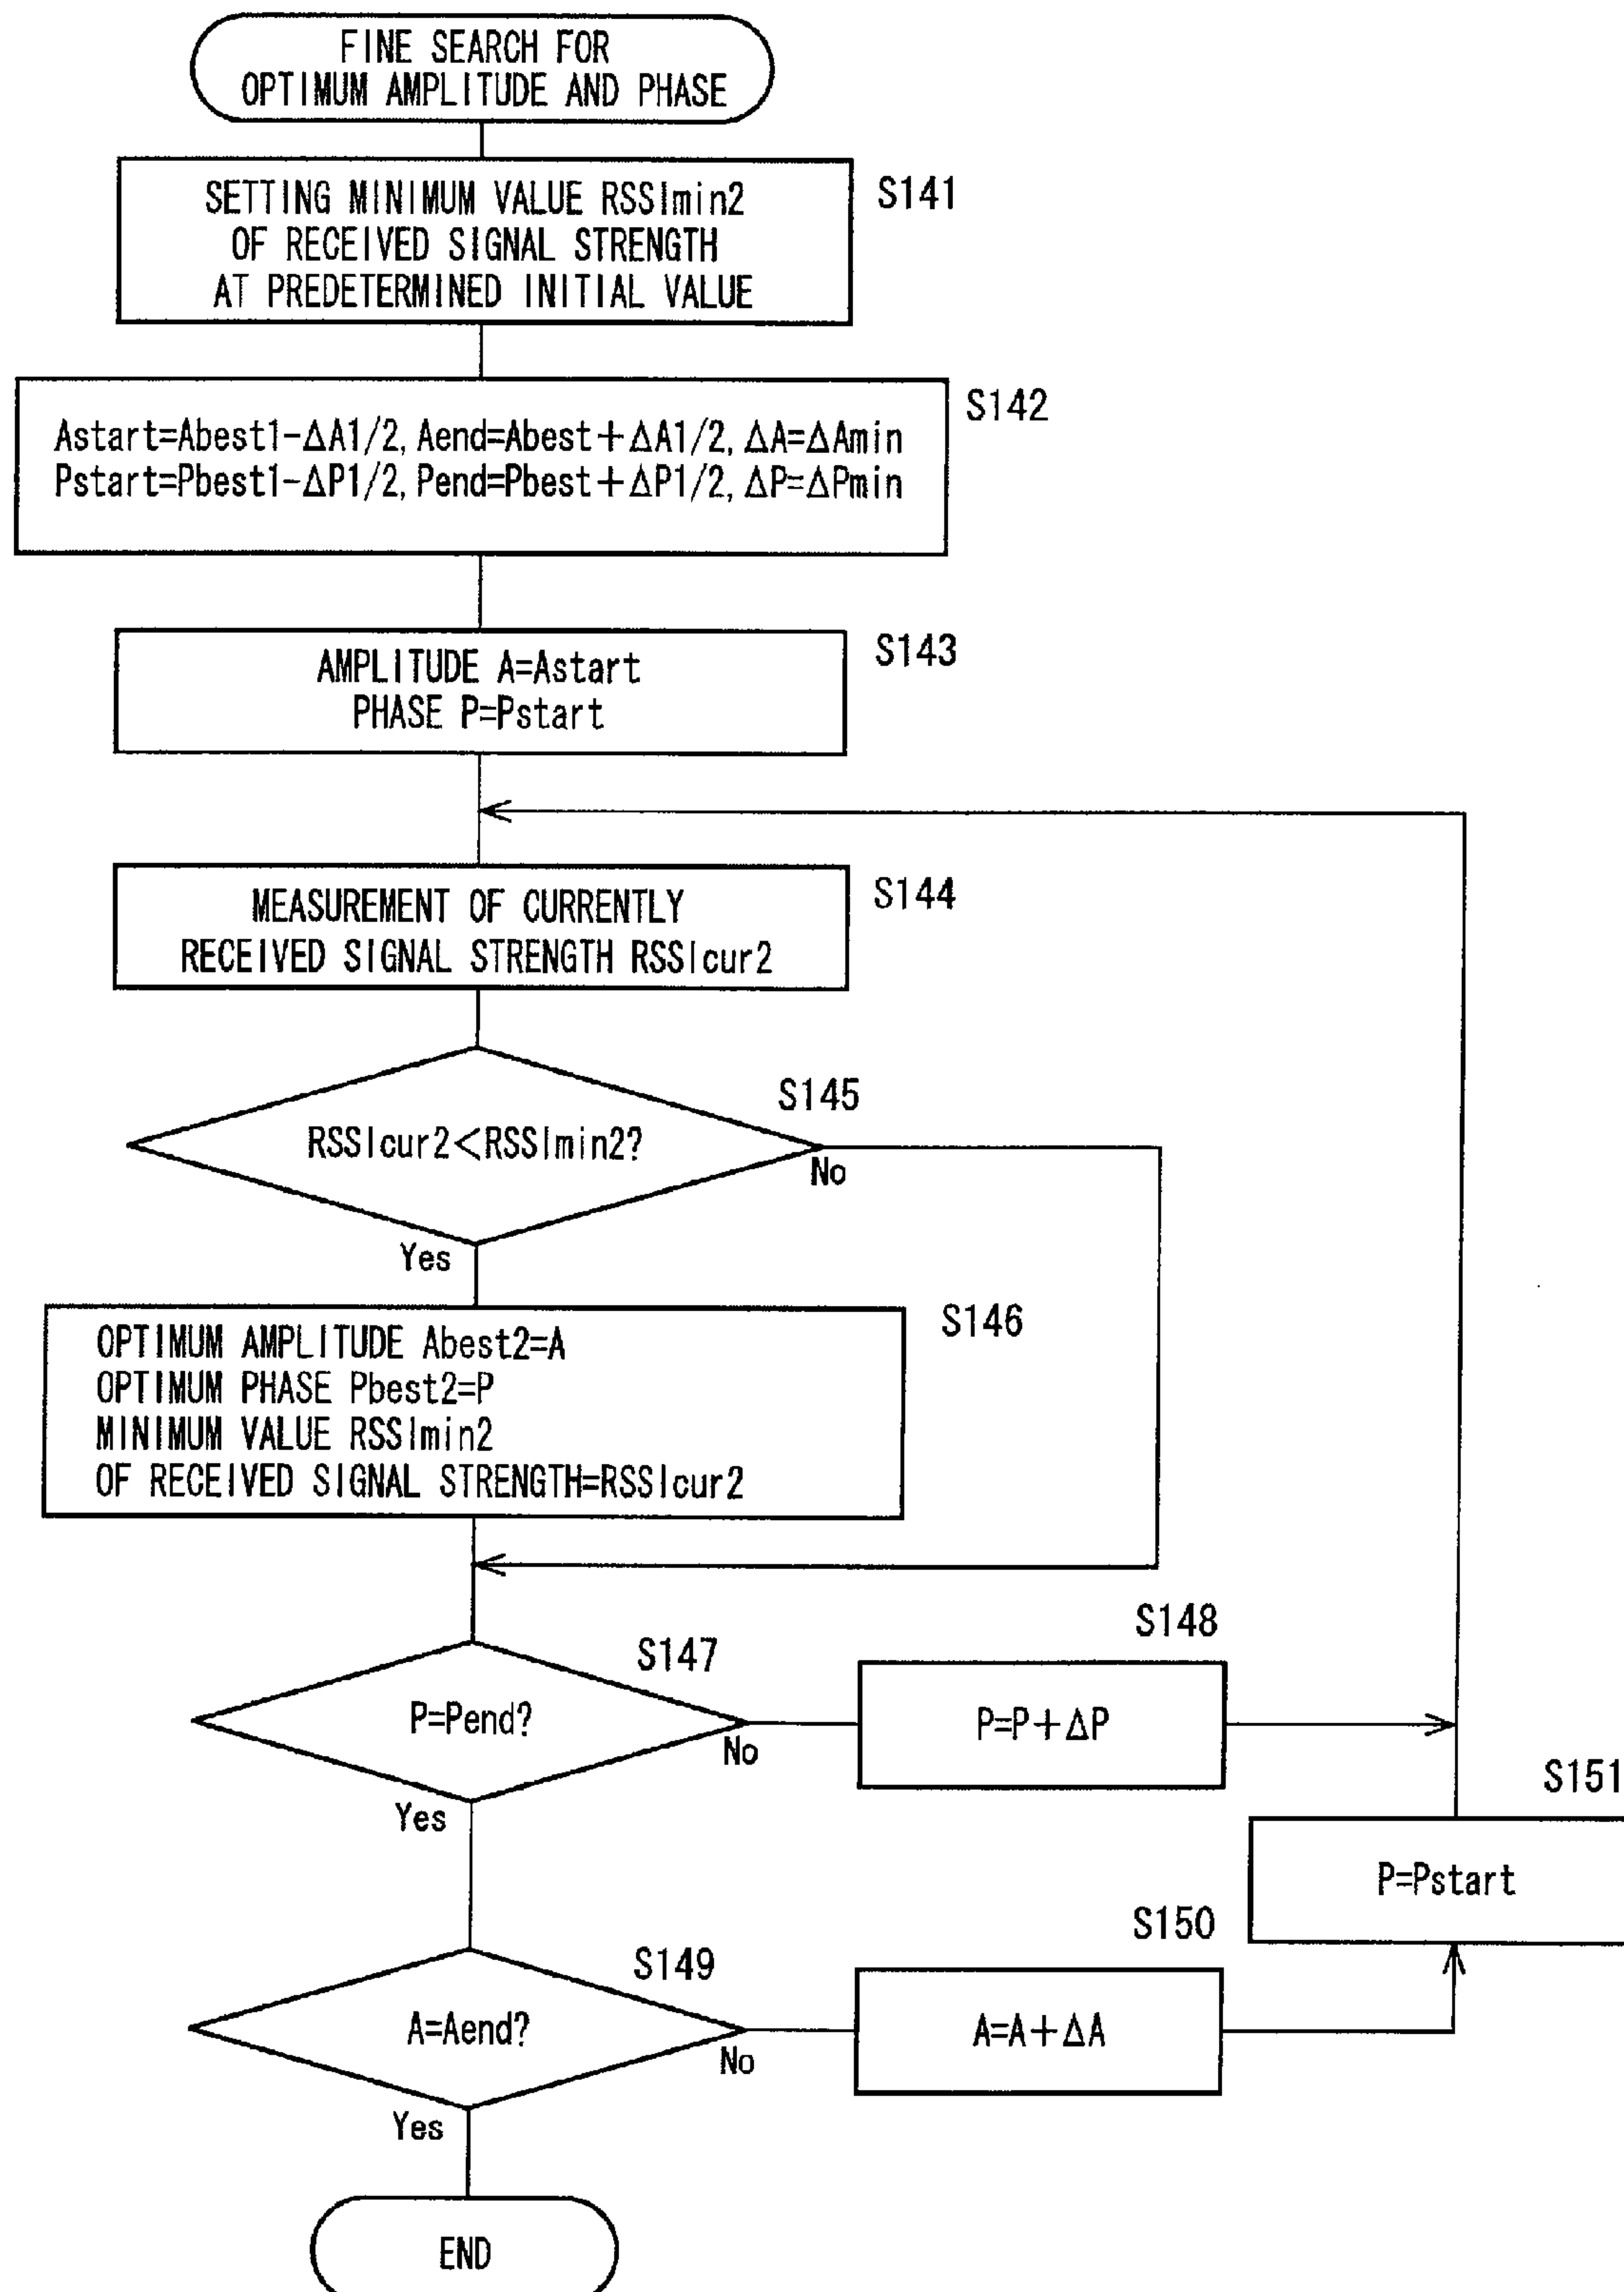 FINE SEARCH FOR
OPTIMUM AMPLITUDE AND PHASE
SETTING MINIMUM VALUE RSSImin2
OF RECEIVED SIGNAL STRENGTH
AT PREDETERMINED INITIAL VALUE
S141
S142
Astart=Abest1-ΔA1/2, Aend=Abest+ΔA1/2, ΔA=ΔAmin
Pstart=Pbest1-ΔP1/2, Pend=Pbest+ΔP1/2, ΔP=ΔPmin
S143
AMPLITUDE A=Astart
PHASE P=Pstart
S144
MEASUREMENT OF CURRENTLY
RECEIVED SIGNAL STRENGTH RSSIcur2
S145
RSSIcur2<RSSImin2?
No
Yes
S146
OPTIMUM AMPLITUDE Abest2=A
OPTIMUM PHASE Pbest2=P
MINIMUM VALUE RSSImin2
OF RECEIVED SIGNAL STRENGTH=RSSIcur2
S147
S148
P=Pend?
No
P=P+ΔP
Yes
S151
P=Pstart
S149
S150
A=Aend?
No
A=A+ΔA
Yes
END